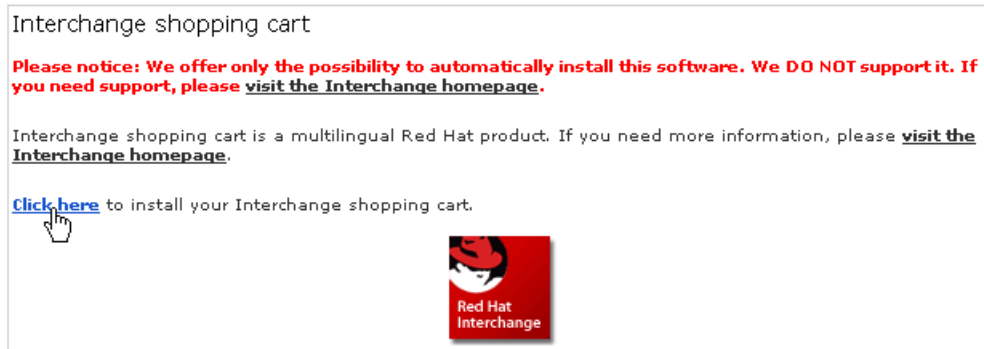 Interchange shopping cart
Please notice: We offer only the possibility to automatically install this software. We DO NOT support it. If
you need support, please visit the Interchange homepage.
Interchange shopping cart is a multilingual Red Hat product. If you need more information, please visit the
Interchange homepage.
Click here to install your Interchange shopping cart.
Red Hat
Interchange